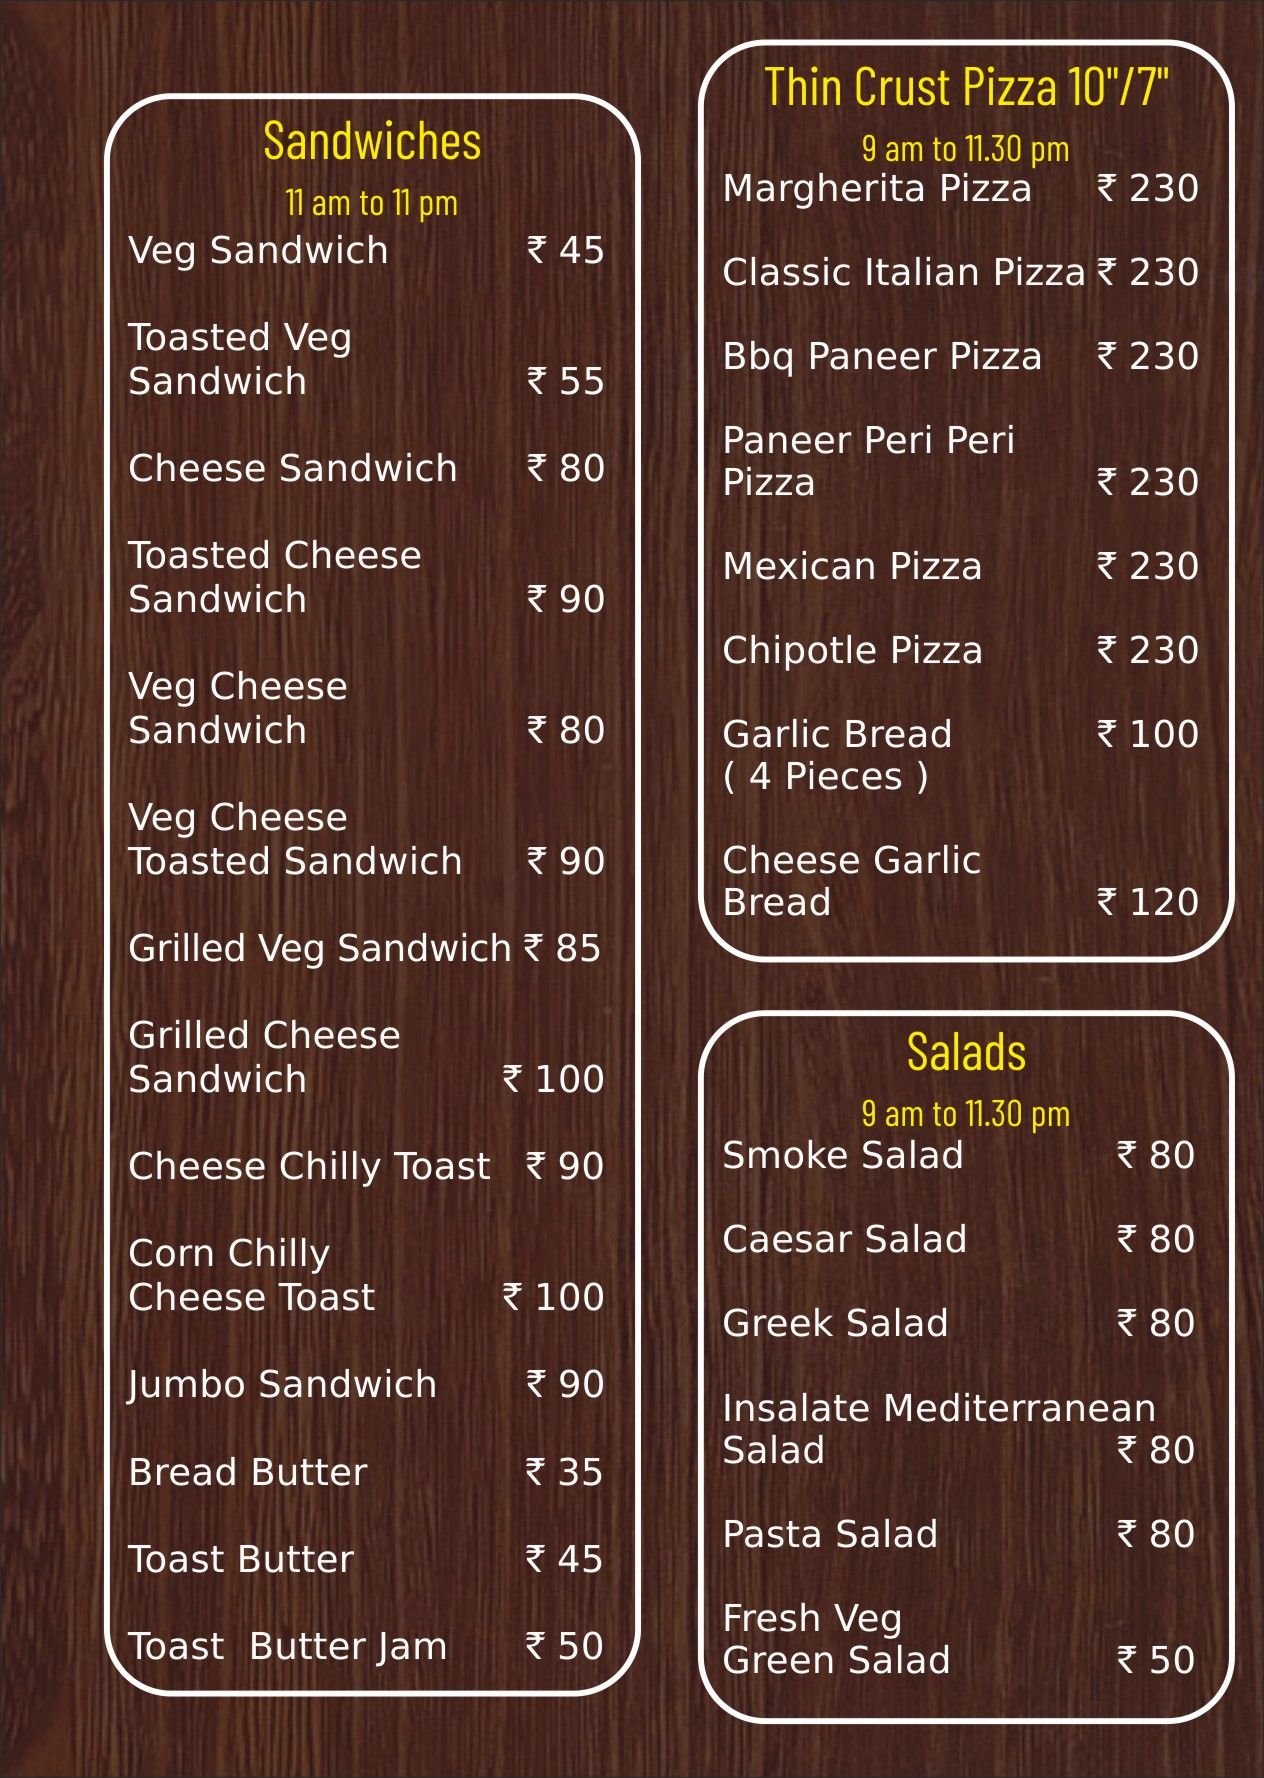 Sandwiches
11 am to 11 pm
Veg Sandwich ₹ 45
Toasted Veg
Sandwich ₹ 55
Cheese Sandwich ₹ 80
Toasted Cheese
Sandwich ₹ 90
Veg Cheese
Sandwich ₹ 80
Veg Cheese
Toasted Sandwich ₹ 90
Grilled Veg Sandwich ₹ 85
Grilled Cheese
Sandwich ₹ 100
Cheese Chilly Toast ₹ 90
Corn Chilly
Cheese Toast ₹ 100
Jumbo Sandwich ₹ 90
Bread Butter ₹ 35
Toast Butter ₹ 45
Toast Butter Jam ₹ 50
Thin Crust Pizza 10"/7"
9 am to 11.30 pm
Margherita Pizza ₹ 230
Classic Italian Pizza ₹ 230
Bbq Paneer Pizza ₹ 230
Paneer Peri Peri
Pizza ₹ 230
Mexican Pizza ₹ 230
Chipotle Pizza ₹ 230
Garlic Bread ₹ 100
( 4 Pieces )
Cheese Garlic
Bread ₹ 120
Salads
9 am to 11.30 pm
Smoke Salad ₹ 80
Caesar Salad ₹ 80
Greek Salad ₹ 80
Insalate Mediterranean
Salad ₹ 80
Pasta Salad ₹ 80
Fresh Veg
Green Salad ₹ 50